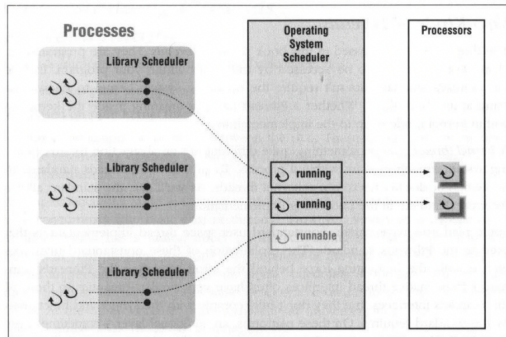 Processes
Library Scheduler
Library Scheduler
Library Scheduler
Operating
System
Scheduler
running
running
runnable
Processors